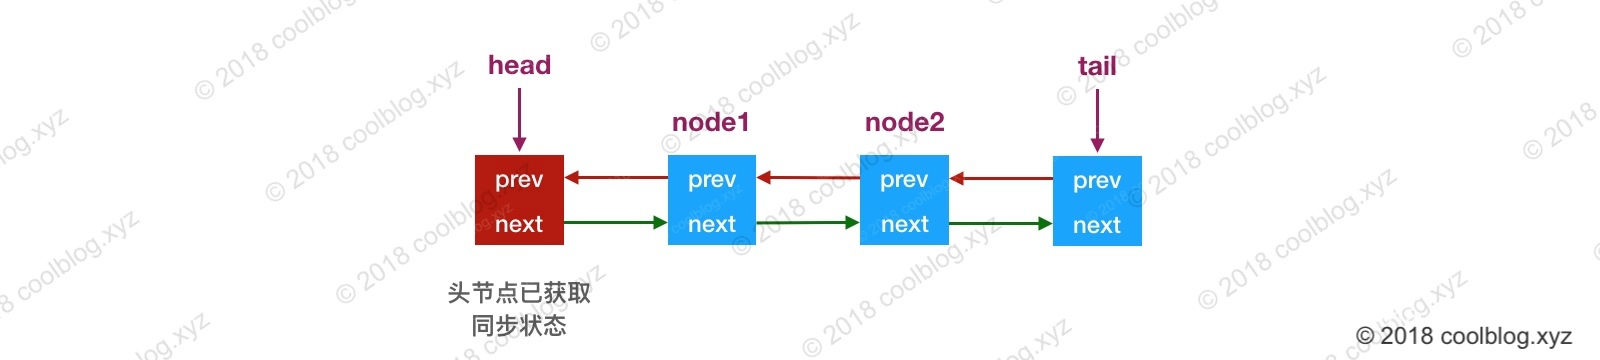 head
tail
node1
node2
prev
prev
prev
prev
next
next
next
next
头节点已获取
同步状态
© 2018 coolblog.xyz